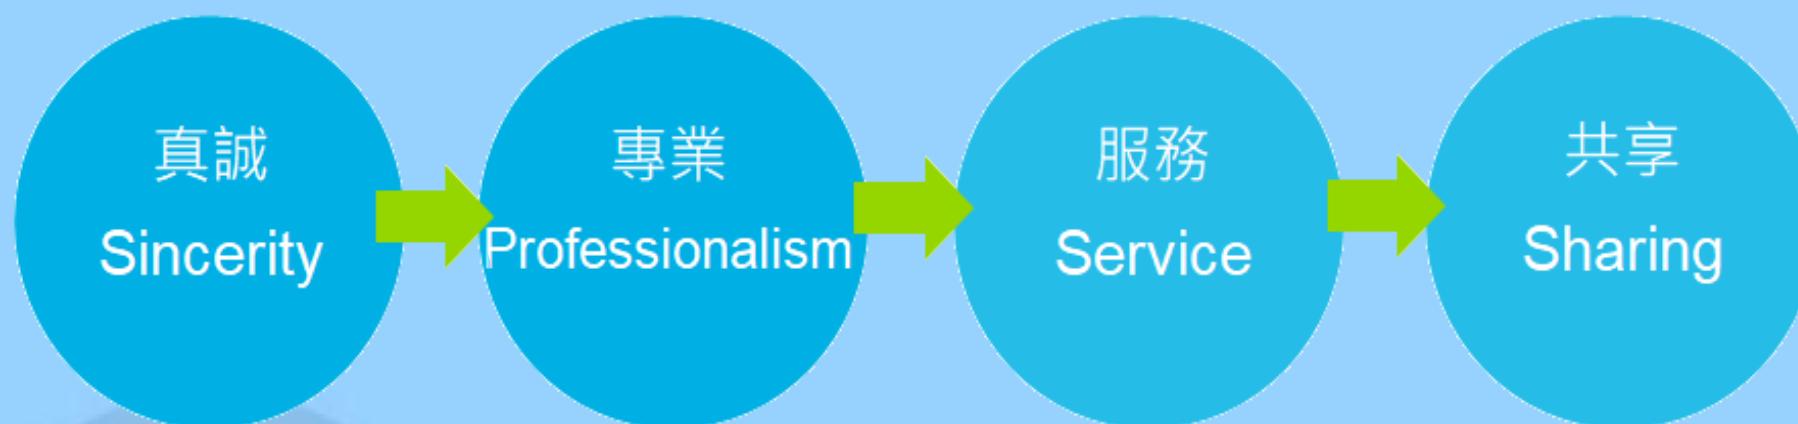 真誠
Sincerity
專業
Professionalism
服務
Service
共享
Sharing